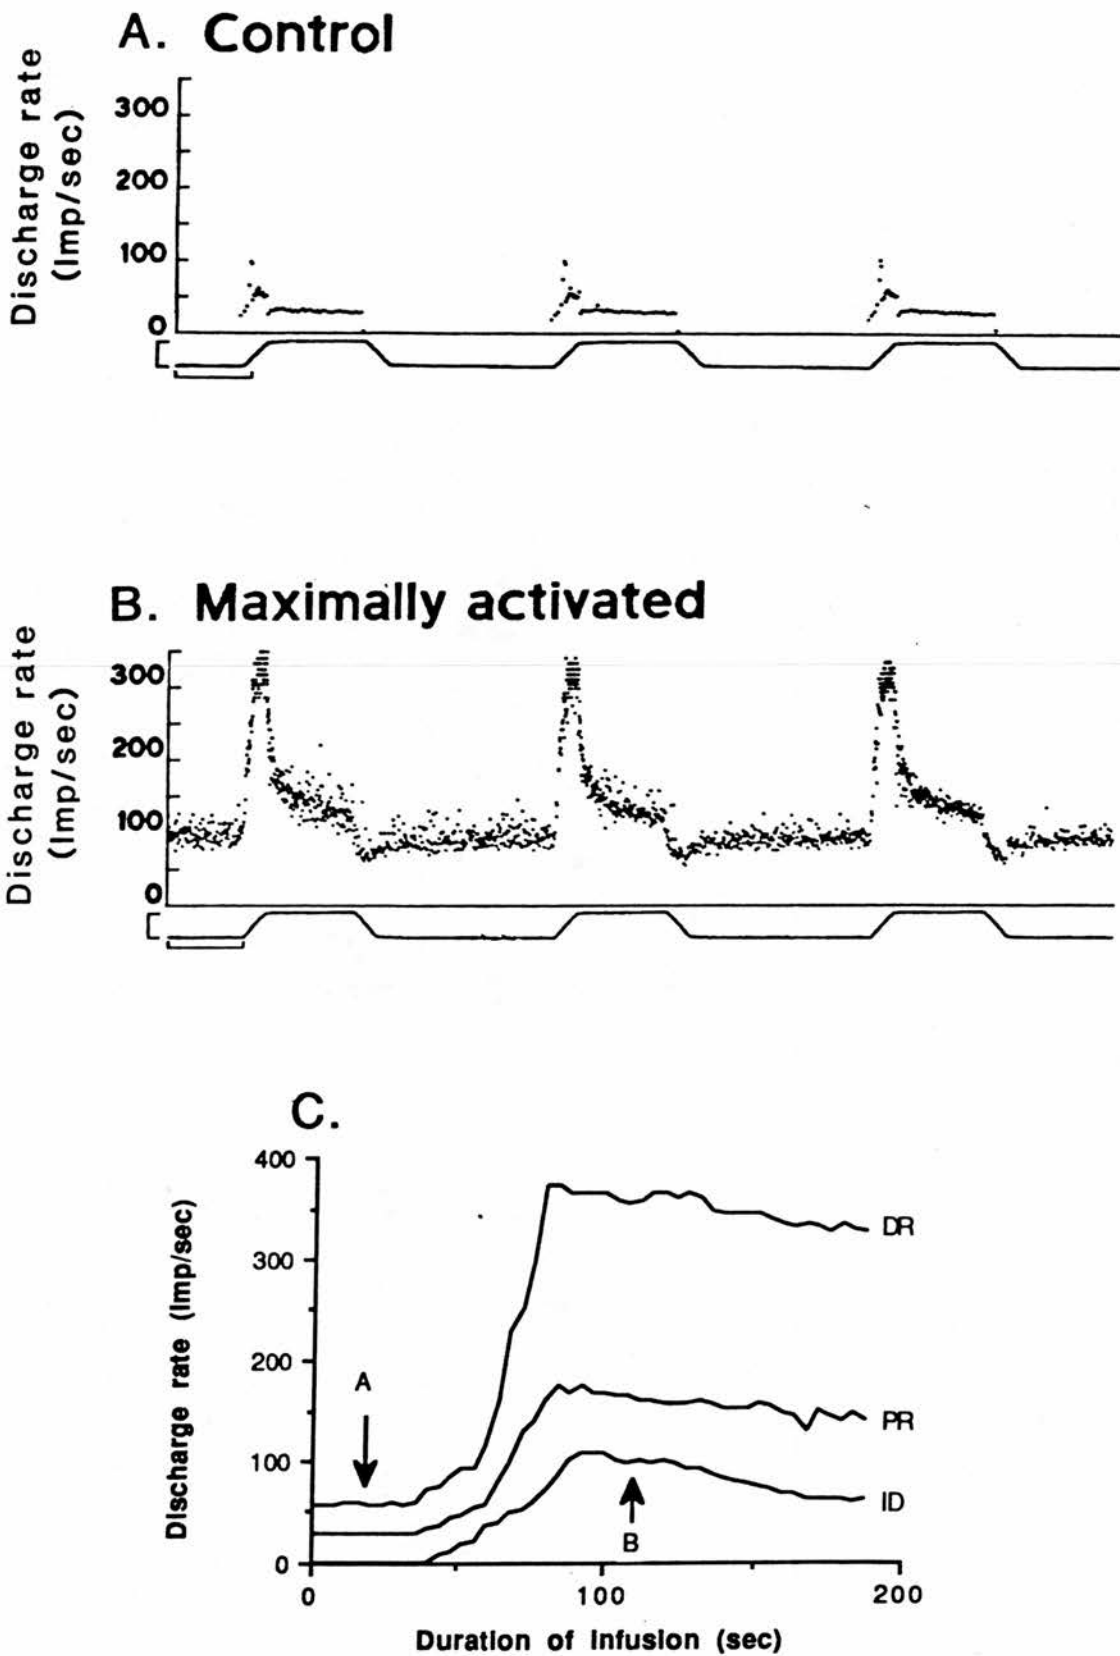 A. Control
Discharge rate
(Imp/sec)
300
200
100
0
B. Maximally activated
Discharge rate
(Imp/sec)
300
200
100
0
C.
Discharge rate (Imp/sec)
400
300
200
100
0
A
B
DR
PR
ID
0
100
200
Duration of Infusion (sec)